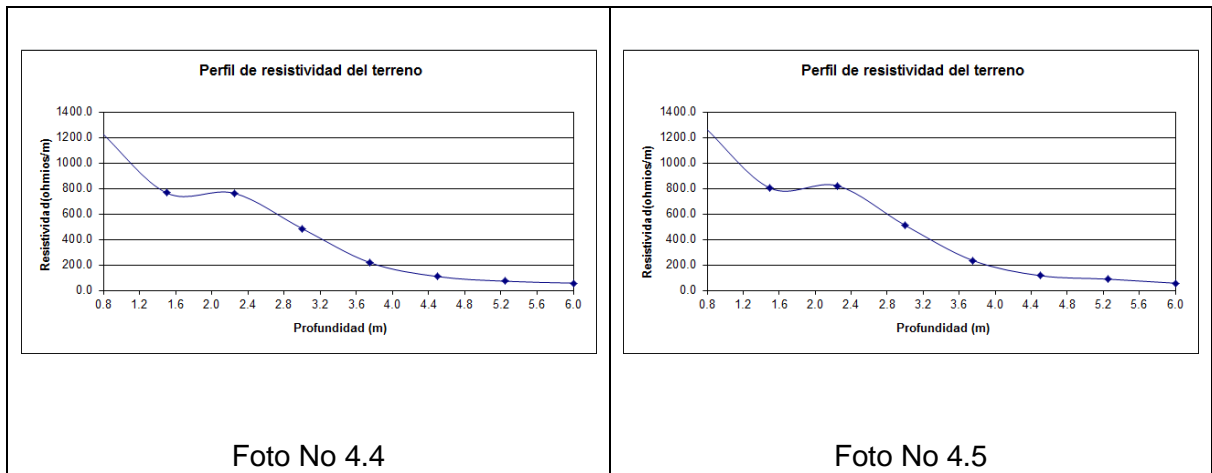 Perfil de resistividad del terreno
Resistividad(ohmios/m)
1400.0
1200.0
1000.0
800.0
600.0
400.0
200.0
0.0
0.8 1.2 1.6 2.0 2.4 2.8 3.2 3.6 4.0 4.4 4.8 5.2 5.6 6.0
Profundidad (m)
Foto No 4.4
Perfil de resistividad del terreno
Resistividad(ohmios/m)
1400.0
1200.0
1000.0
800.0
600.0
400.0
200.0
0.0
0.8 1.2 1.6 2.0 2.4 2.8 3.2 3.6 4.0 4.4 4.8 5.2 5.6 6.0
Profundidad (m)
Foto No 4.5